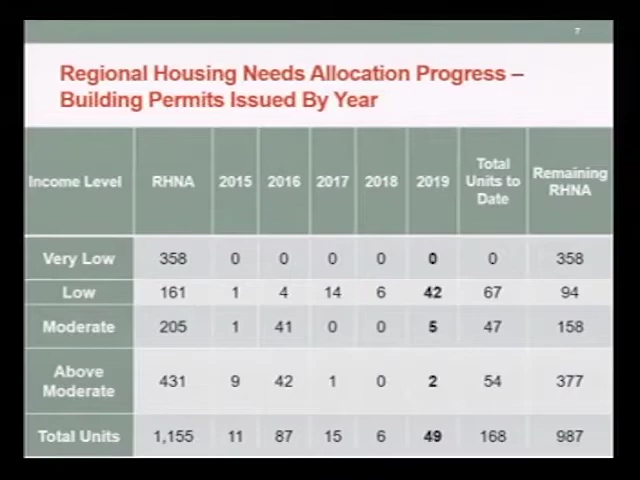 7
Regional Housing Needs Allocation Progress –
Building Permits Issued By Year
Income Level RHNA 2015 2016 2017 2018 2019 Total Units to Date Remaining RHNA
Very Low 358 0 0 0 0 0 0 358
Low 161 1 4 14 6 42 67 94
Moderate 205 1 41 0 0 5 47 158
Above Moderate 431 9 42 1 0 2 54 377
Total Units 1,155 11 87 15 6 49 168 987